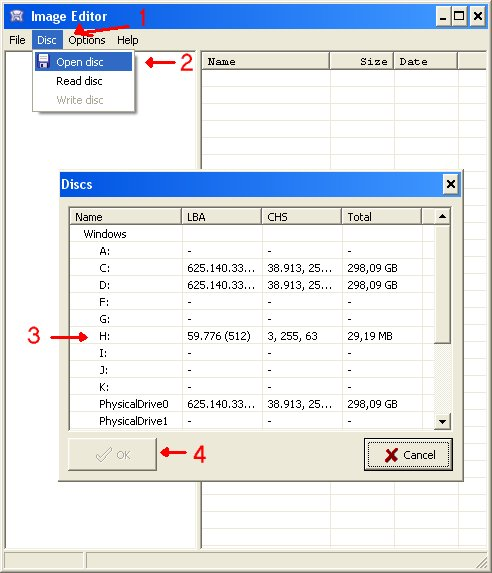 Image Editor
1
File Disc Options Help
Open disc
2
Read disc
Write disc
Name Size Date
Discs
Name LBA CHS Total
Windows
A: - - -
C: 625.140.33... 38.913, 25... 298,09 GB
D: 625.140.33... 38.913, 25... 298,09 GB
F: - - -
G: - - -
3 H: 59.776 (512) 3, 255, 63 29,19 MB
I: - - -
J: - - -
K: - - -
PhysicalDrive0 625.140.33... 38.913, 25... 298,09 GB
PhysicalDrive1 - - -
OK 4 Cancel